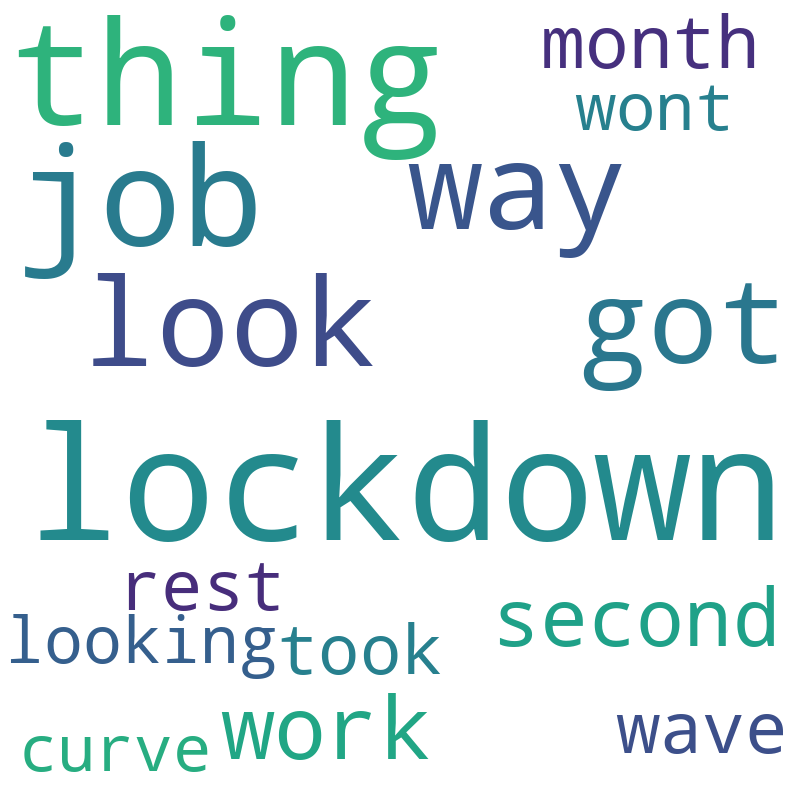 thing
month
wont
job
way
look
got
lockdown
rest
second
looking
took
work
curve
wave